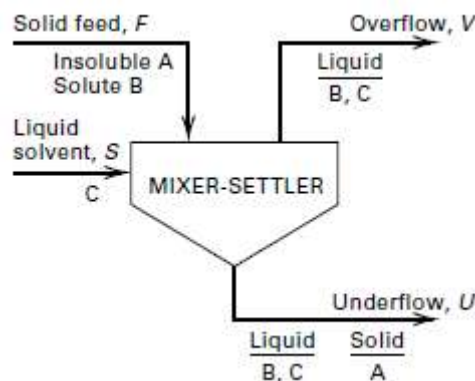 Solid feed, F
Insoluble A
Solute B
Overflow, V
Liquid
B, C
Liquid
solvent, S
C
MIXER-SETTLER
Underflow, U
Liquid Solid
B, C A